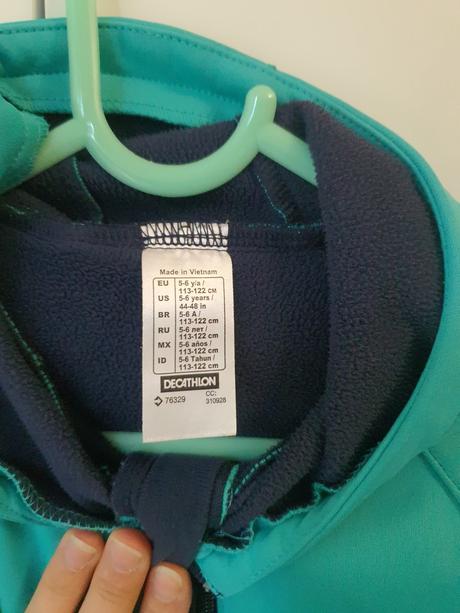 Made in Vietnam
EU 5-6 y/a /
113-122 см
US 5-6 years /
44-48 in
BR 5-6 A /
113-122 cm
RU 5-6 лет /
113-122 cm
MX 5-6 años /
113-122 cm
ID 5-6 Tahun /
113-122 cm
DECATHLON
76329 CC:
310928